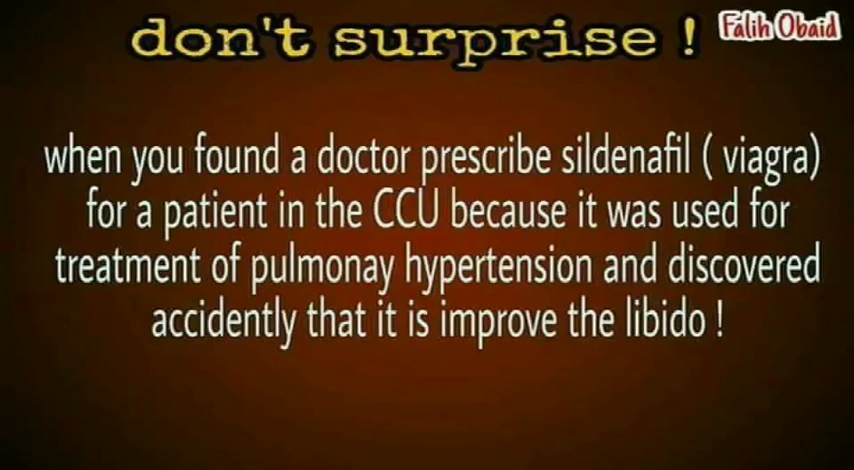 don't surprise !
Falih Obaid
when you found a doctor prescribe sildenafil ( viagra)
for a patient in the CCU because it was used for
treatment of pulmonay hypertension and discovered
accidently that it is improve the libido !